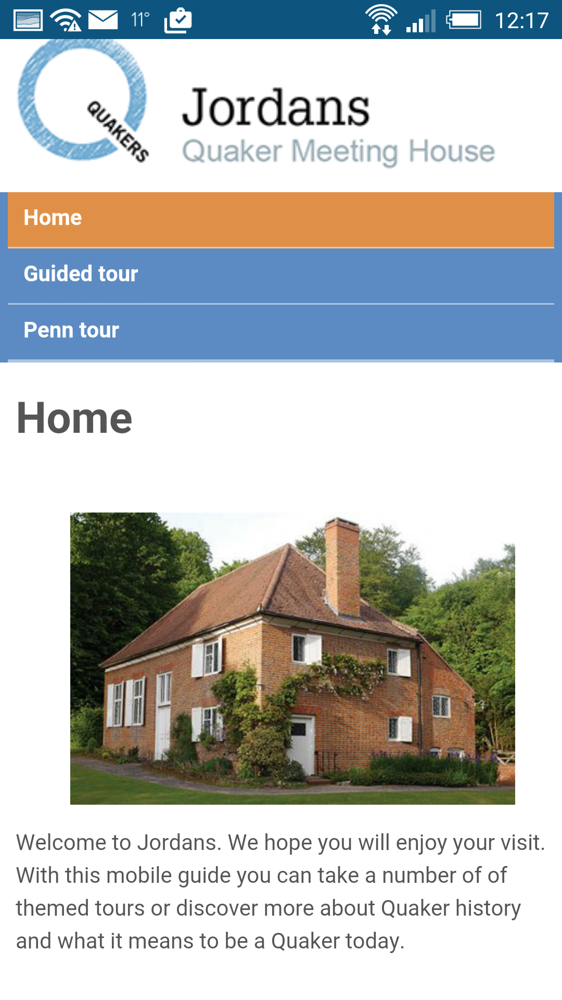 11°
12:17
QUAKERS
Jordans
Quaker Meeting House
Home
Guided tour
Penn tour
Home
Welcome to Jordans. We hope you will enjoy your visit.
With this mobile guide you can take a number of of
themed tours or discover more about Quaker history
and what it means to be a Quaker today.